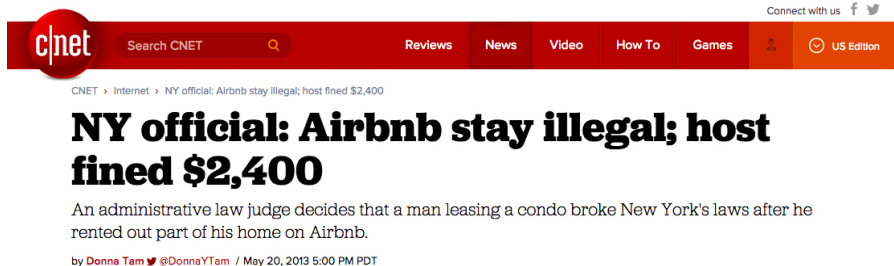 Connect with us
c|net
Search CNET
Reviews News Video How To Games
US Edition
CNET › Internet › NY official: Airbnb stay illegal; host fined $2,400
NY official: Airbnb stay illegal; host
fined $2,400
An administrative law judge decides that a man leasing a condo broke New York's laws after he
rented out part of his home on Airbnb.
by Donna Tam @DonnaYTam / May 20, 2013 5:00 PM PDT